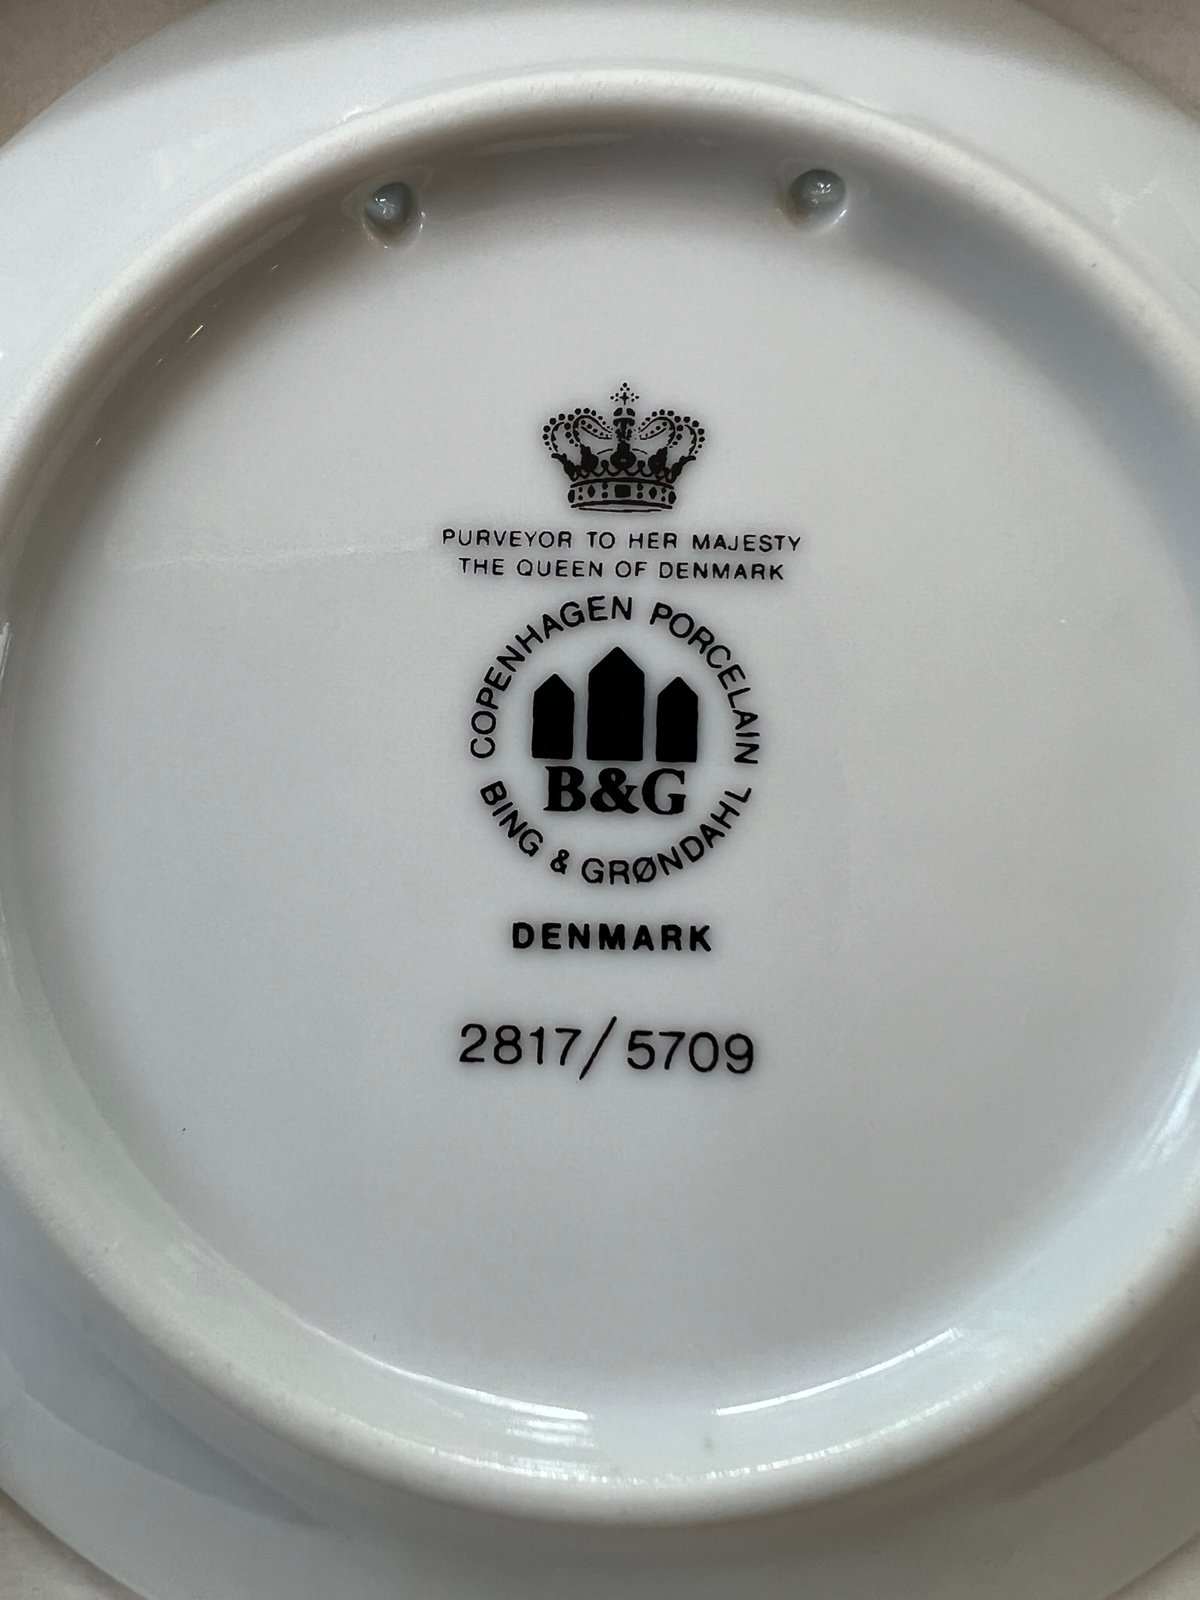 PURVEYOR TO HER MAJESTY
THE QUEEN OF DENMARK
COPENHAGEN PORCELAIN
B&G
BING & GRØNDAHL
DENMARK
2817/5709